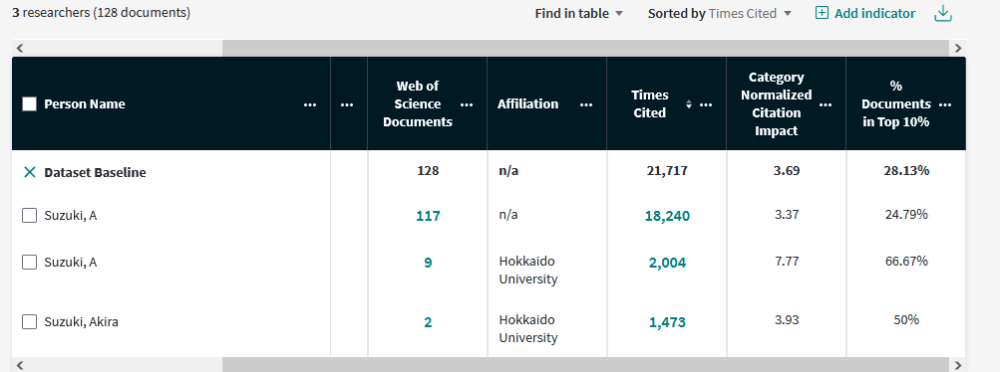 3 researchers (128 documents)
Find in table
Sorted by Times Cited
Add indicator
Person Name
Web of
Science
Documents
Affiliation
Times
Cited
Category
Normalized
Citation
Impact
%
Documents
in Top 10%
Dataset Baseline 128 n/a 21,717 3.69 28.13%
Suzuki, A 117 n/a 18,240 3.37 24.79%
Suzuki, A 9 Hokkaido 2,004 7.77 66.67%
University
Suzuki, Akira 2 Hokkaido 1,473 3.93 50%
University